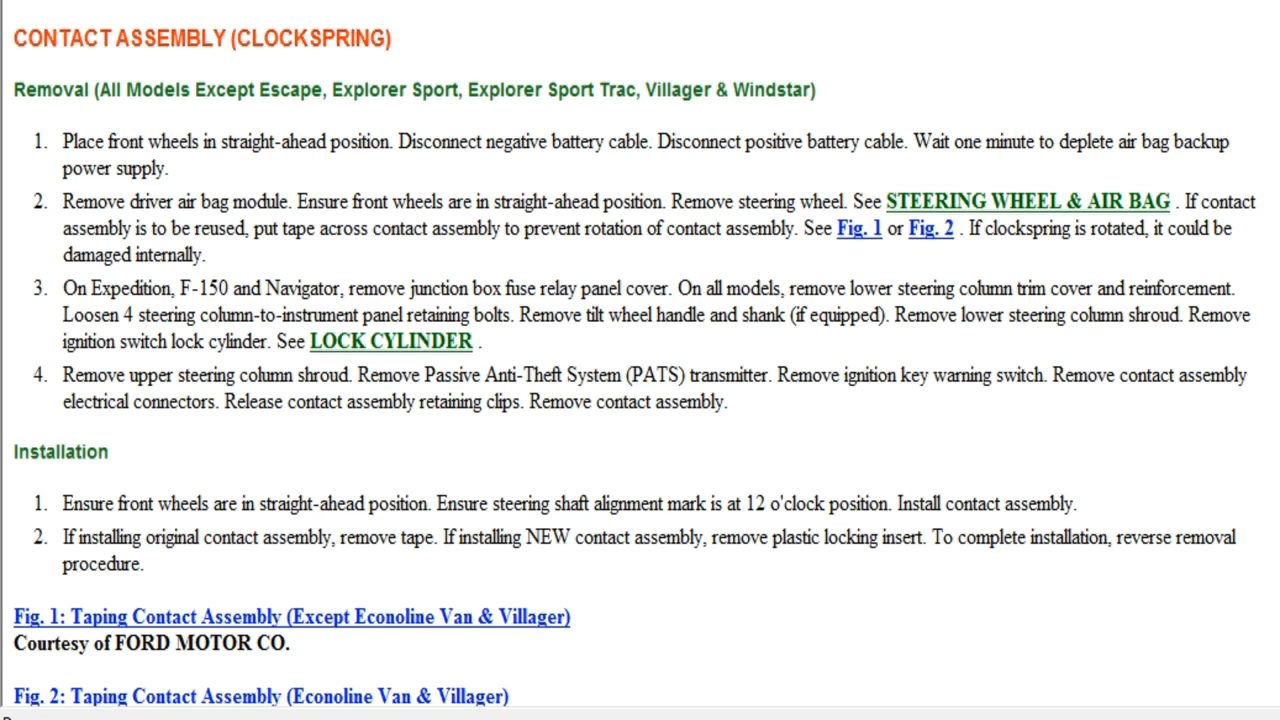 CONTACT ASSEMBLY (CLOCKSPRING)
Removal (All Models Except Escape, Explorer Sport, Explorer Sport Trac, Villager & Windstar)
1. Place front wheels in straight-ahead position. Disconnect negative battery cable. Disconnect positive battery cable. Wait one minute to deplete air bag backup
power supply.
2. Remove driver air bag module. Ensure front wheels are in straight-ahead position. Remove steering wheel. See STEERING WHEEL & AIR BAG . If contact
assembly is to be reused, put tape across contact assembly to prevent rotation of contact assembly. See Fig. 1 or Fig. 2 . If clockspring is rotated, it could be
damaged internally.
3. On Expedition, F-150 and Navigator, remove junction box fuse relay panel cover. On all models, remove lower steering column trim cover and reinforcement.
Loosen 4 steering column-to-instrument panel retaining bolts. Remove tilt wheel handle and shank (if equipped). Remove lower steering column shroud. Remove
ignition switch lock cylinder. See LOCK CYLINDER .
4. Remove upper steering column shroud. Remove Passive Anti-Theft System (PATS) transmitter. Remove ignition key warning switch. Remove contact assembly
electrical connectors. Release contact assembly retaining clips. Remove contact assembly.
Installation
1. Ensure front wheels are in straight-ahead position. Ensure steering shaft alignment mark is at 12 o'clock position. Install contact assembly.
2. If installing original contact assembly, remove tape. If installing NEW contact assembly, remove plastic locking insert. To complete installation, reverse removal
procedure.
Fig. 1: Taping Contact Assembly (Except Econoline Van & Villager)
Courtesy of FORD MOTOR CO.
Fig. 2: Taping Contact Assembly (Econoline Van & Villager)